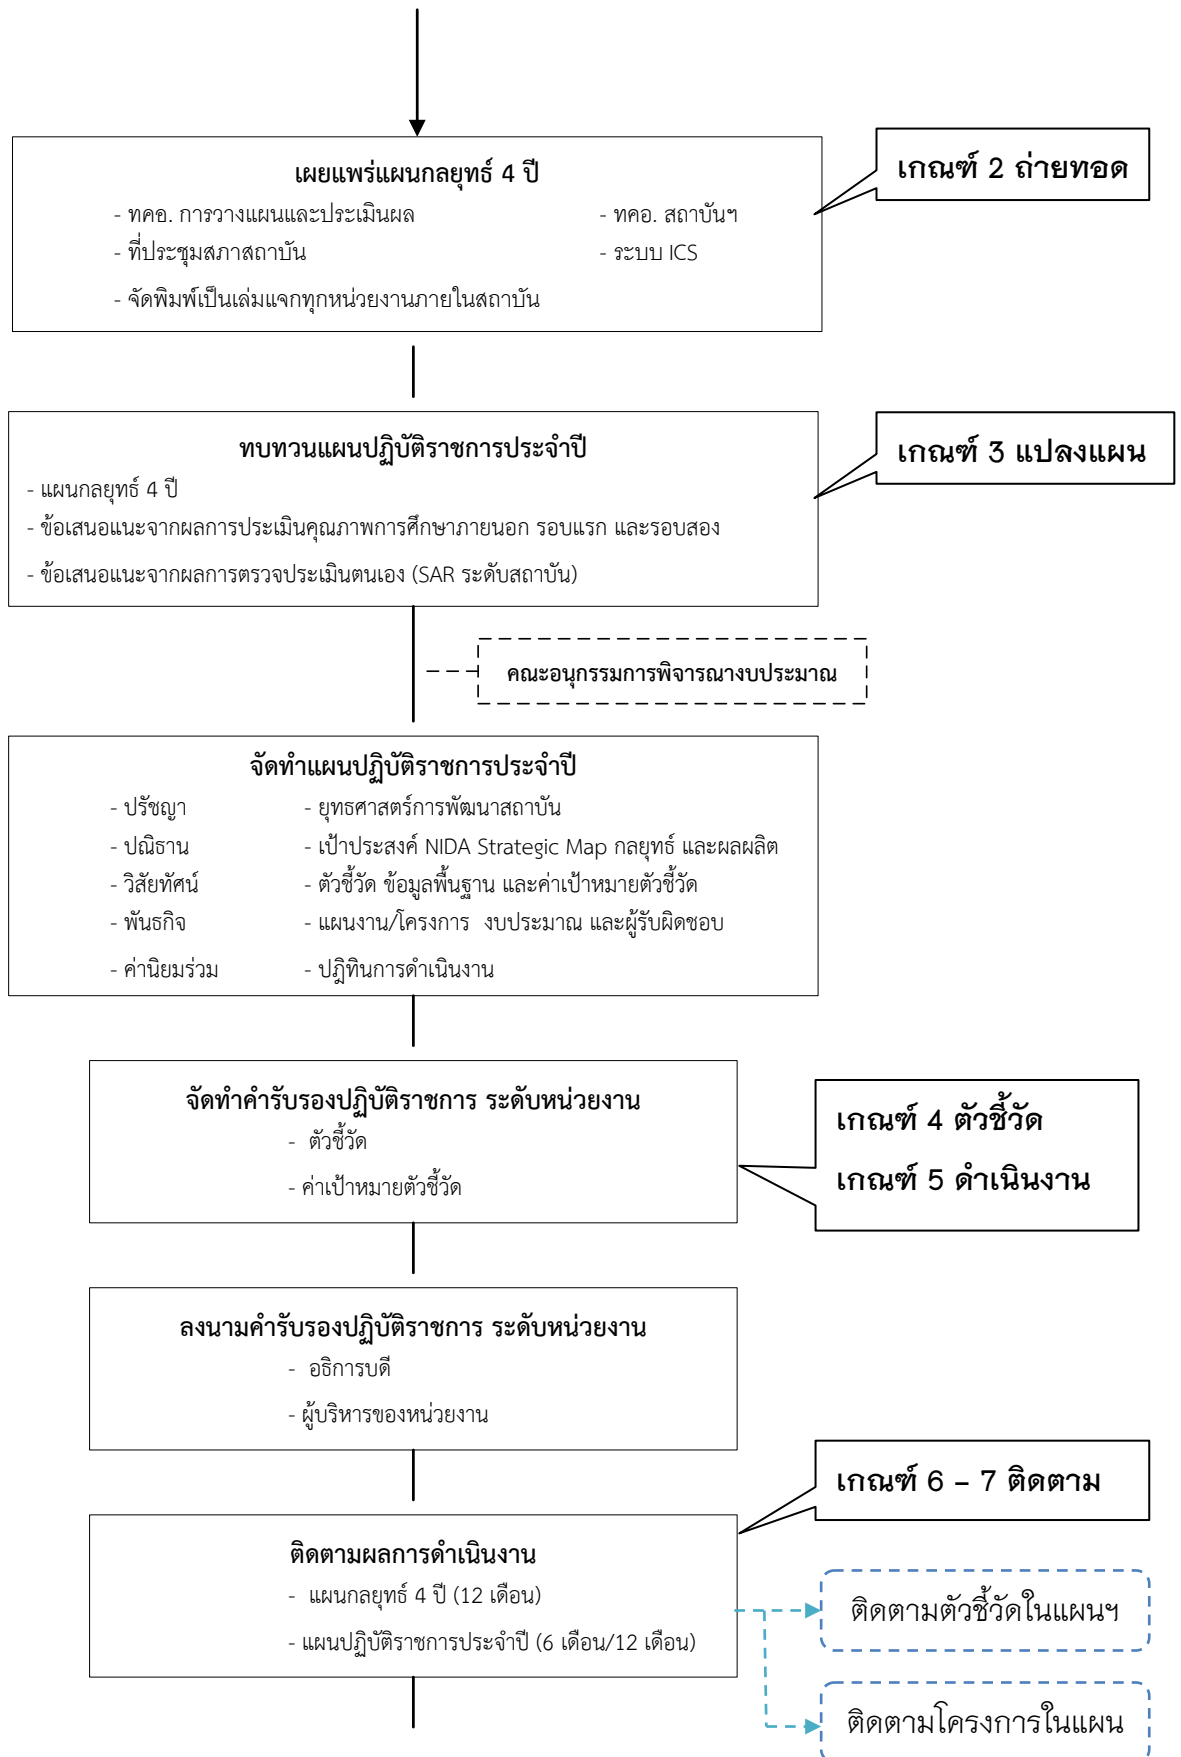 เผยแพร่แผนกลยุทธ์ 4 ปี
- ทคอ. การวางแผนและประเมินผล - ทคอ. สถาบันฯ
- ที่ประชุมสภาสถาบัน - ระบบ ICS
- จัดพิมพ์เป็นเล่มแจกทุกหน่วยงานภายในสถาบัน
เกณฑ์ 2 ถ่ายทอด
ทบทวนแผนปฏิบัติราชการประจำปี
- แผนกลยุทธ์ 4 ปี
- ข้อเสนอแนะจากผลการประเมินคุณภาพการศึกษาภายนอก รอบแรก และรอบสอง
- ข้อเสนอแนะจากผลการตรวจประเมินตนเอง (SAR ระดับสถาบัน)
เกณฑ์ 3 แปลงแผน
คณะอนุกรรมการพิจารณางบประมาณ
จัดทำแผนปฏิบัติราชการประจำปี
- ปรัชญา - ยุทธศาสตร์การพัฒนาสถาบัน
- ปณิธาน - เป้าประสงค์ NIDA Strategic Map กลยุทธ์ และผลผลิต
- วิสัยทัศน์ - ตัวชี้วัด ข้อมูลพื้นฐาน และค่าเป้าหมายตัวชี้วัด
- พันธกิจ - แผนงาน/โครงการ งบประมาณ และผู้รับผิดชอบ
- ค่านิยมร่วม - ปฎิทินการดำเนินงาน
จัดทำคำรับรองปฏิบัติราชการ ระดับหน่วยงาน
- ตัวชี้วัด
- ค่าเป้าหมายตัวชี้วัด
เกณฑ์ 4 ตัวชี้วัด
เกณฑ์ 5 ดำเนินงาน
ลงนามคำรับรองปฏิบัติราชการ ระดับหน่วยงาน
- อธิการบดี
- ผู้บริหารของหน่วยงาน
เกณฑ์ 6 – 7 ติดตาม
ติดตามผลการดำเนินงาน
- แผนกลยุทธ์ 4 ปี (12 เดือน)
- แผนปฏิบัติราชการประจำปี (6 เดือน/12 เดือน)
ติดตามตัวชี้วัดในแผนฯ
ติดตามโครงการในแผน